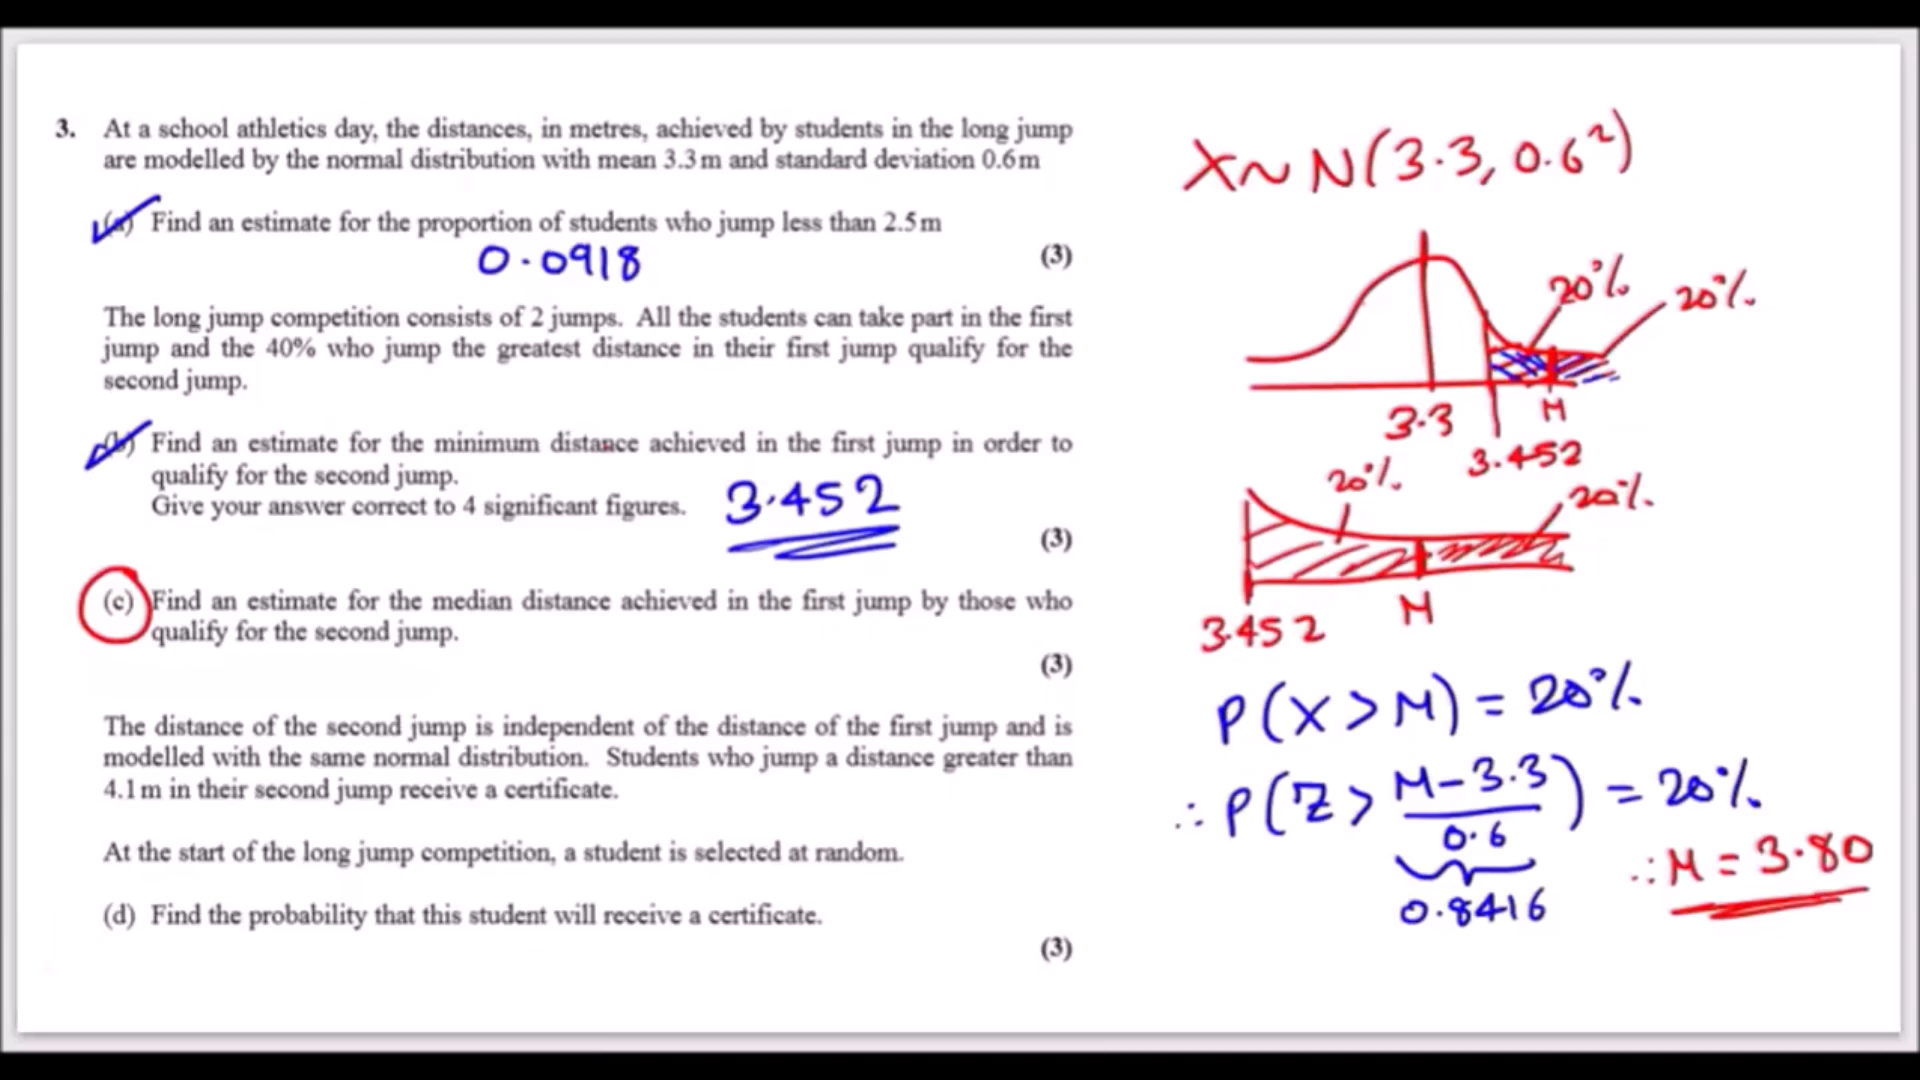 3. At a school athletics day, the distances, in metres, achieved by students in the long jump
are modelled by the normal distribution with mean 3.3 m and standard deviation 0.6 m
(a) Find an estimate for the proportion of students who jump less than 2.5 m
0.0918
(3)
The long jump competition consists of 2 jumps. All the students can take part in the first
jump and the 40% who jump the greatest distance in their first jump qualify for the
second jump.
(b) Find an estimate for the minimum distance achieved in the first jump in order to
qualify for the second jump.
Give your answer correct to 4 significant figures.
3.452
(3)
(c) Find an estimate for the median distance achieved in the first jump by those who
qualify for the second jump.
(3)
The distance of the second jump is independent of the distance of the first jump and is
modelled with the same normal distribution. Students who jump a distance greater than
4.1 m in their second jump receive a certificate.
At the start of the long jump competition, a student is selected at random.
(d) Find the probability that this student will receive a certificate.
(3)
X~N(3.3, 0.6²)
20% 20%
3.3 M
3.452
20% 20%
3.452 M
P(X > M) = 20%
∴ P(Z > M-3.3/0.6) = 20%
0.8416
∴ M = 3.80